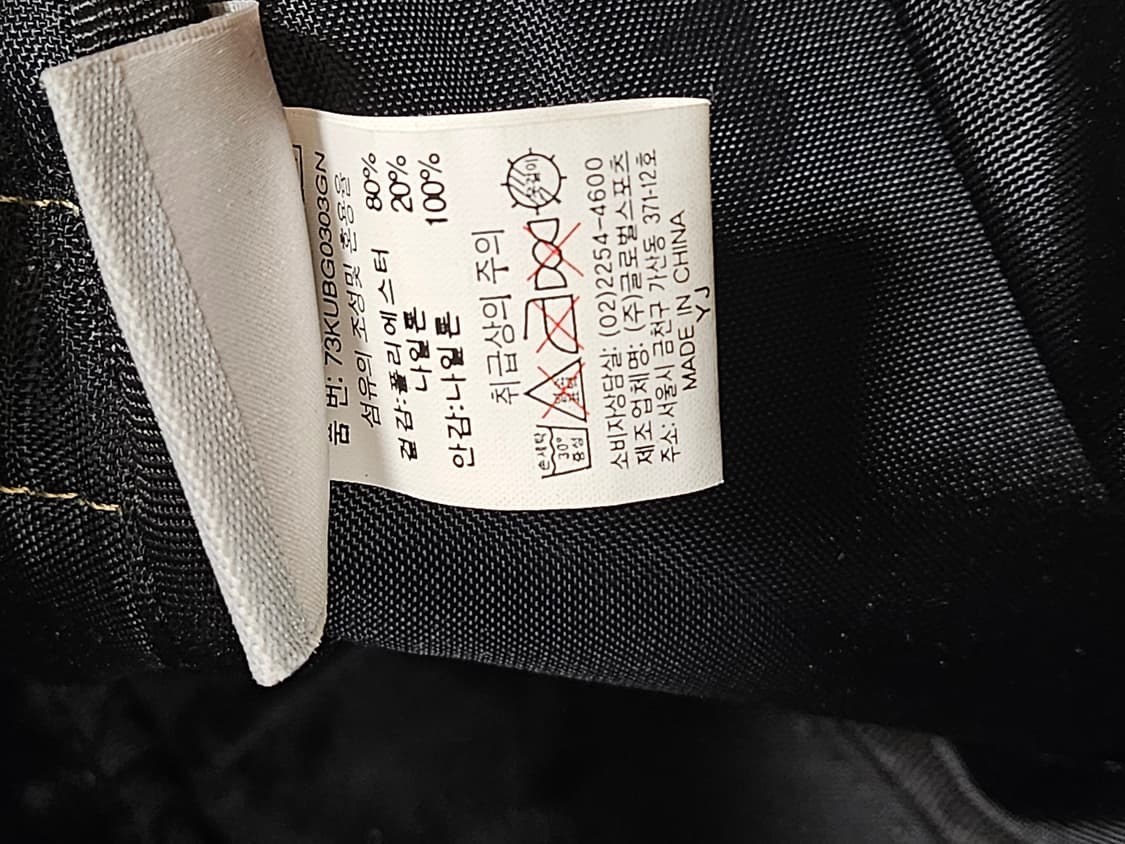 품 번: 73KUBG0303GN
섬유의 조성및 혼용율
겉감:폴리에스터 80%
나일론 20%
안감:나일론 100%
취급상의 주의
손세탁
30°
중성
소비자상담실: (02)2254-4600
제조업체명: (주)글로벌스포츠
주소:서울시 금천구 가산동 371-12호
MADE IN CHINA
YJ